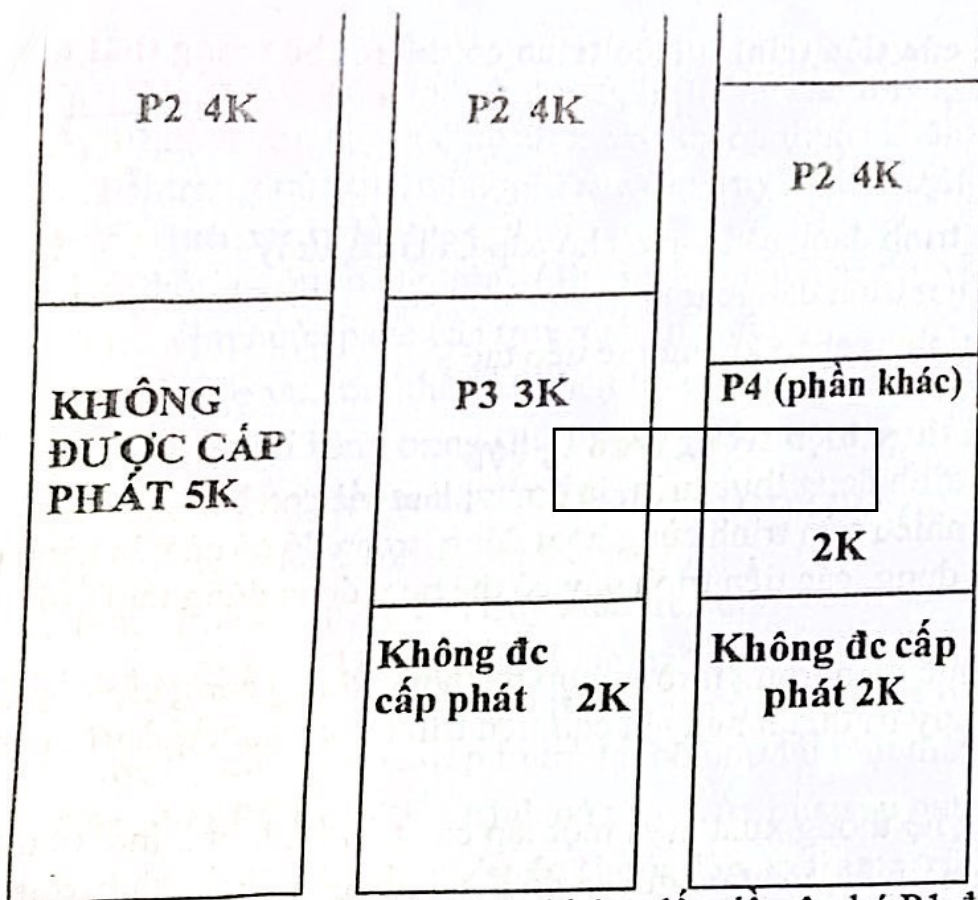 P2 4K
KHÔNG
ĐƯỢC CẤP
PHÁT 5K
P2 4K
P3 3K
Không đc
cấp phát 2K
P2 4K
P4 (phần khác)
2K
Không đc cấp
phát 2K